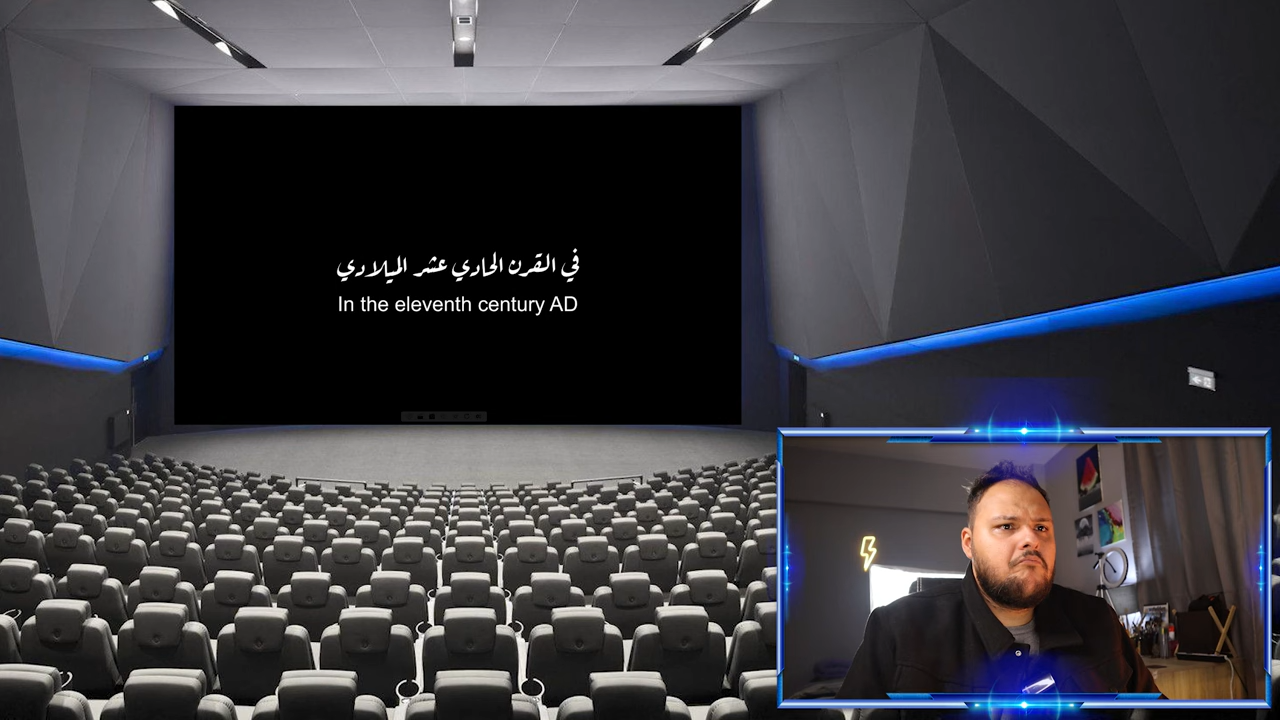 في القرن الحادي عشر الميلادي
In the eleventh century AD